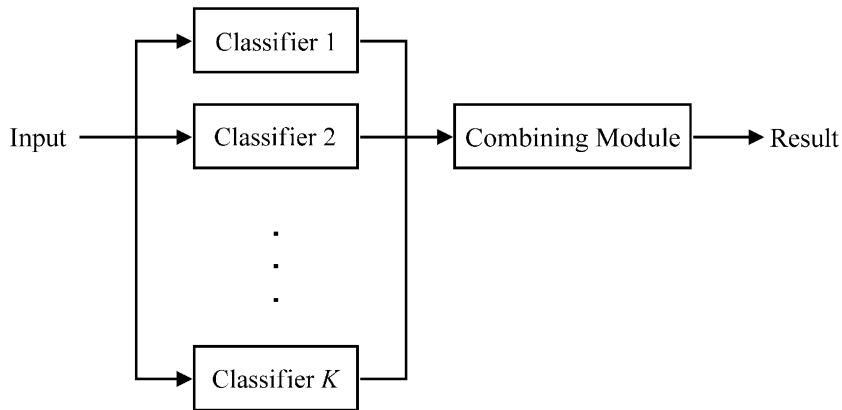 Classifier 1
Input
Classifier 2
Combining Module
Result
Classifier K